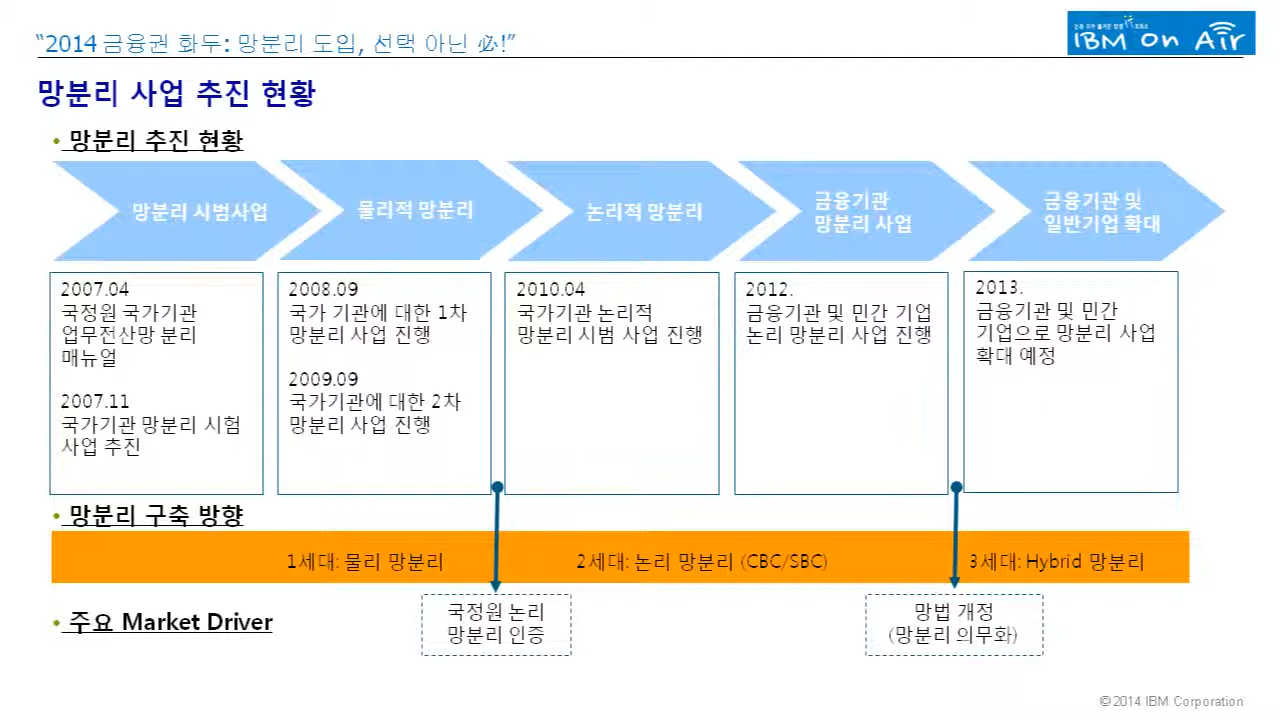 "2014 금융권 화두: 망분리 도입, 선택 아닌 必!"
IBM On Air
망분리 사업 추진 현황
• 망분리 추진 현황
망분리 시범사업
물리적 망분리
논리적 망분리
금융기관
망분리 사업
금융기관 및
일반기업 확대
2007.04
국정원 국가기관
업무전산망 분리
매뉴얼
2007.11
국가기관 망분리 시험
사업 추진
2008.09
국가 기관에 대한 1차
망분리 사업 진행
2009.09
국가기관에 대한 2차
망분리 사업 진행
2010.04
국가기관 논리적
망분리 시범 사업 진행
2012.
금융기관 및 민간 기업
논리 망분리 사업 진행
2013.
금융기관 및 민간
기업으로 망분리 사업
확대 예정
• 망분리 구축 방향
1세대: 물리 망분리
2세대: 논리 망분리 (CBC/SBC)
3세대: Hybrid 망분리
• 주요 Market Driver
국정원 논리
망분리 인증
망법 개정
(망분리 의무화)
©2014 IBM Corporation